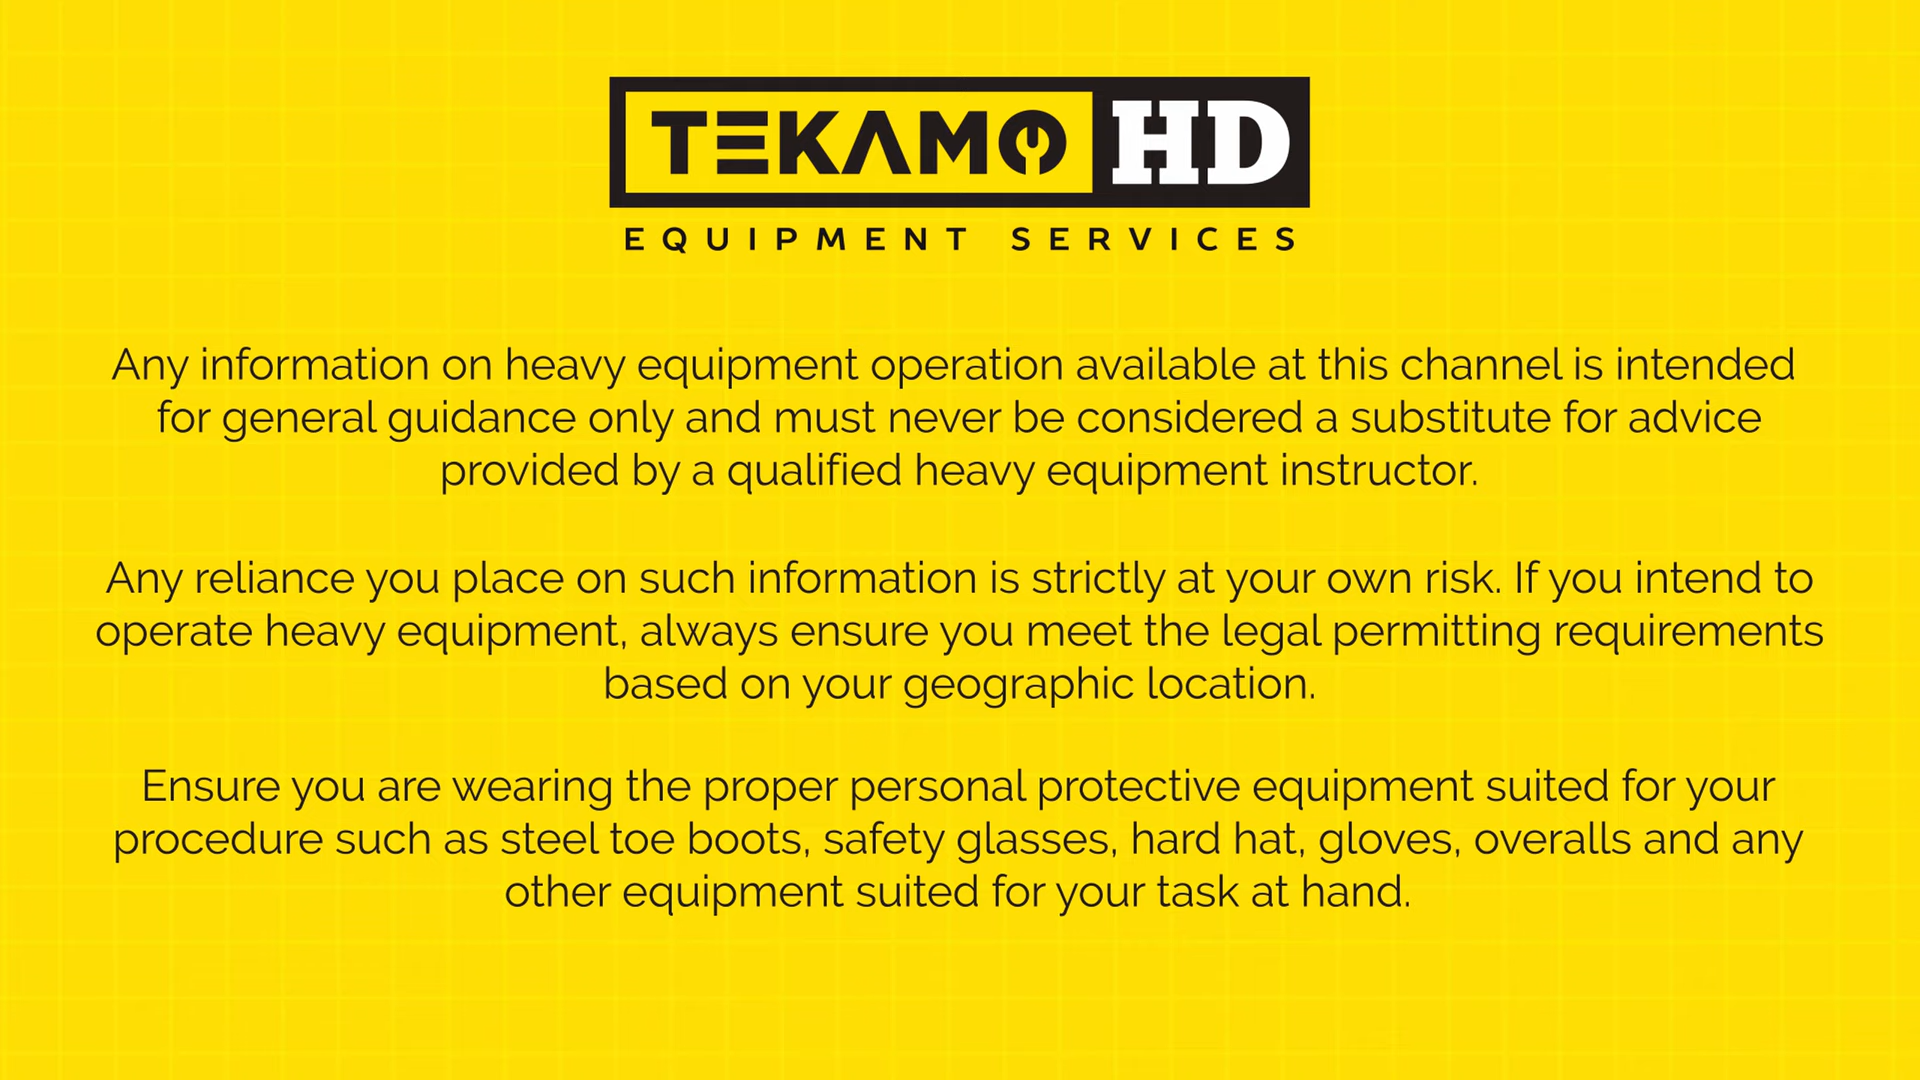 TEKAMO HD
EQUIPMENT SERVICES
Any information on heavy equipment operation available at this channel is intended
for general guidance only and must never be considered a substitute for advice
provided by a qualified heavy equipment instructor.
Any reliance you place on such information is strictly at your own risk. If you intend to
operate heavy equipment, always ensure you meet the legal permitting requirements
based on your geographic location.
Ensure you are wearing the proper personal protective equipment suited for your
procedure such as steel toe boots, safety glasses, hard hat, gloves, overalls and any
other equipment suited for your task at hand.